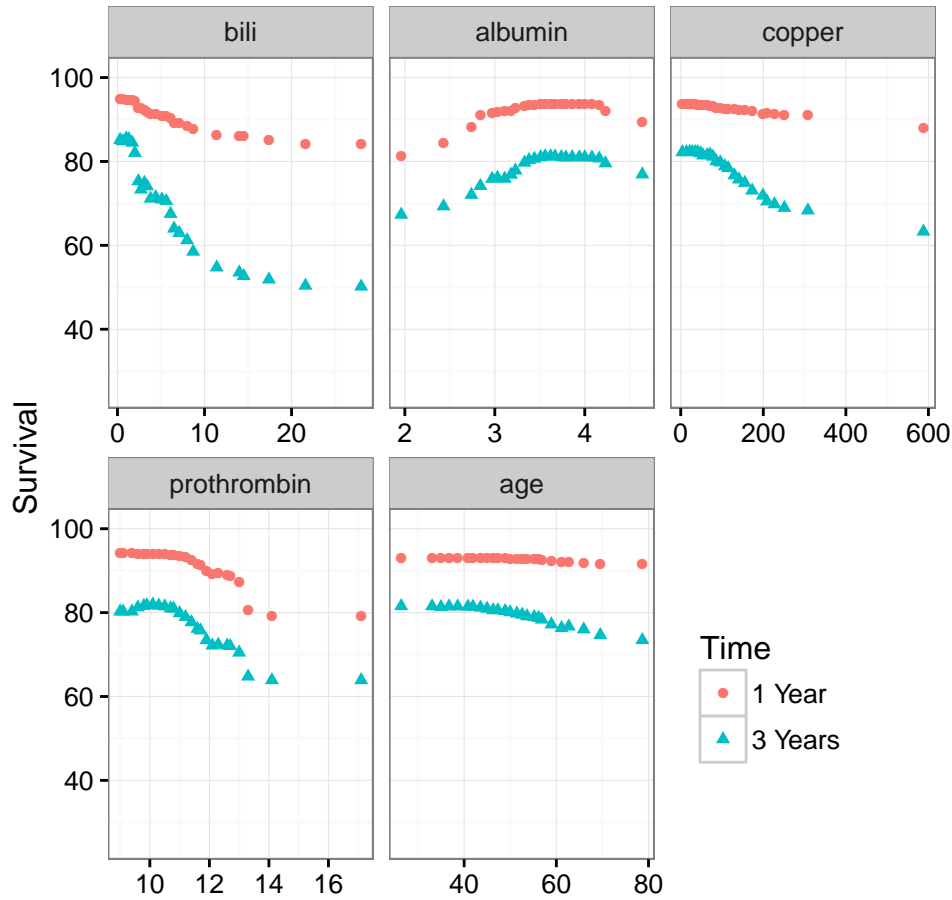 bili albumin copper
100
80
60
40
0 10 20 2 3 4 0 200 400 600
Survival
prothrombin age
100
80
60
40
10 12 14 16 40 60 80
Time
1 Year
3 Years